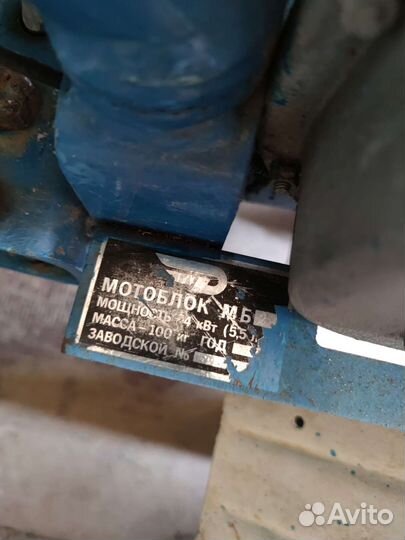 МОТОБЛОК МБ
МОЩНОСТЬ 4 кВт (5,5
МАССА - 100 кг ГОД
ЗАВОДСКОЙ №
Avito